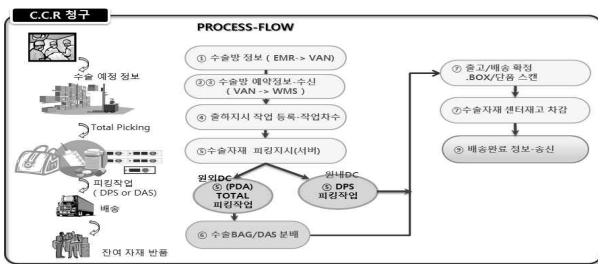 C.C.R 청구
수술 예정 정보
Total Picking
피킹작업
( DPS or DAS)
배송
잔여 자재 반품
PROCESS-FLOW
① 수술방 정보 ( EMR-> VAN)
②③ 수술방 예약정보-수신
( VAN -> WMS )
④ 출하지시 작업 등록-작업차수
⑤수술자재 피킹지시(서버)
원외DC
⑤ (PDA)
TOTAL
피킹작업
원내DC
⑤ DPS
피킹작업
⑥ 수술BAG/DAS 분배
⑦ 출고/배송 확정
.BOX/단품 스캔
⑦수술자재 센터재고 차감
⑨ 배송완료 정보-송신